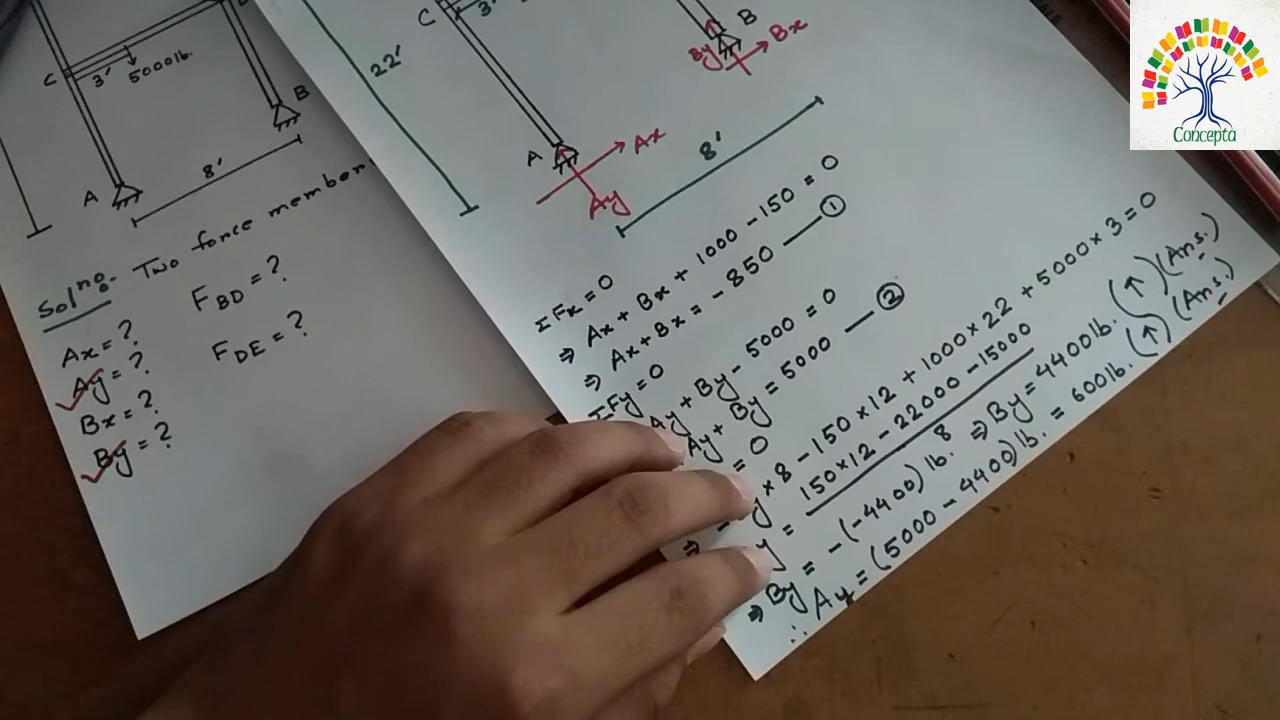 C
3'
5000lb.
B
A
8'
Solnº. Two force member
Ax = ?
Ay = ?
Bx = ?
By = ?
FBD = ?
FDE = ?
22'
C
3'
B
By
Bx
A
Ax
Ay
8'
ΣFx = 0
⇒ Ax + Bx + 1000 - 150 = 0
⇒ Ax + Bx = - 850 — ①
ΣFy = 0
Ay + By - 5000 = 0
Ay + By = 5000 — ②
= 0
⇒ - y × 8 - 150 × 12 + 1000 × 22 + 5000 × 3 = 0
y = 150 × 12 - 22000 - 15000
8
⇒ By = - (-4400) lb. ⇒ By = 4400lb. (↑) (Ans.)
∴ Ay = (5000 - 4400) lb. = 600lb. (↑) (Ans.)
Concepta